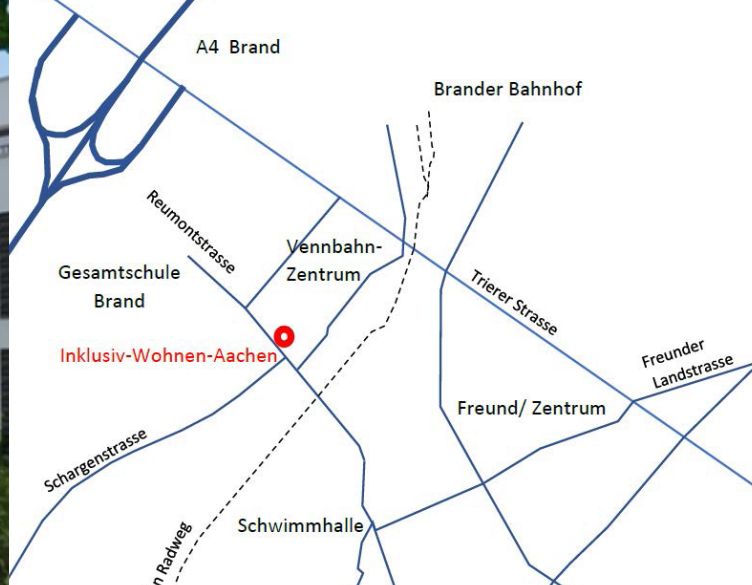 A4 Brand
Brander Bahnhof
Reumontstrasse
Vennbahn-
Zentrum
Gesamtschule
Brand
Trierer Strasse
Inklusiv-Wohnen-Aachen
Freunder
Landstrasse
Freund/ Zentrum
Schargenstrasse
Schwimmhalle
Radweg